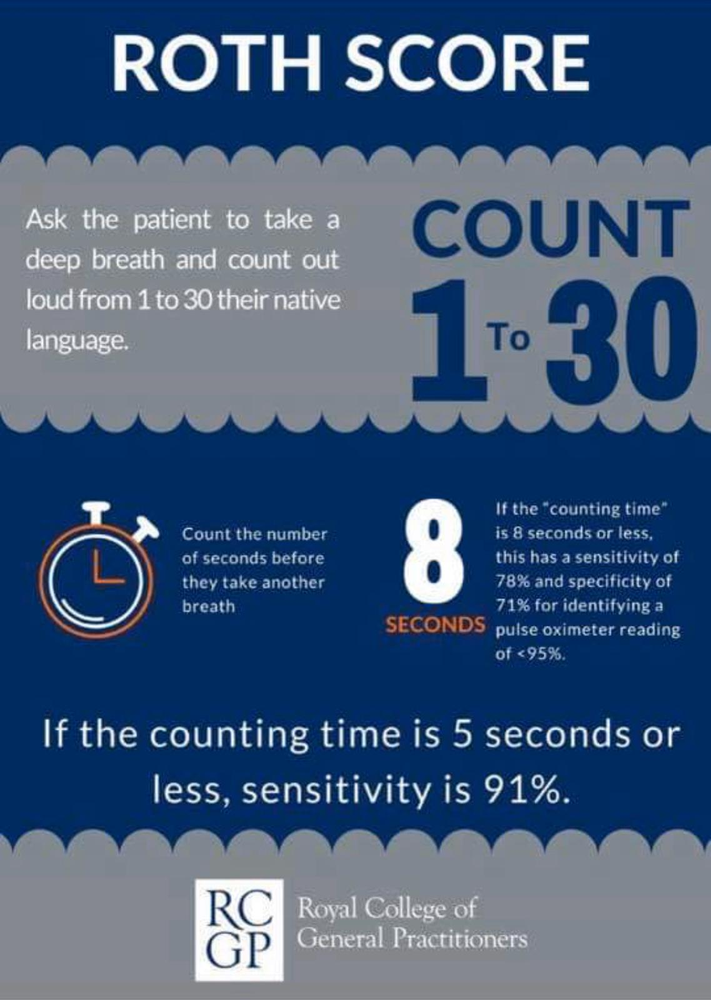 ROTH SCORE
Ask the patient to take a
deep breath and count out
loud from 1 to 30 their native
language.
COUNT
1 To 30
Count the number
of seconds before
they take another
breath
8
SECONDS
If the "counting time"
is 8 seconds or less,
this has a sensitivity of
78% and specificity of
71% for identifying a
pulse oximeter reading
of <95%.
If the counting time is 5 seconds or
less, sensitivity is 91%.
RC
GP
Royal College of
General Practitioners